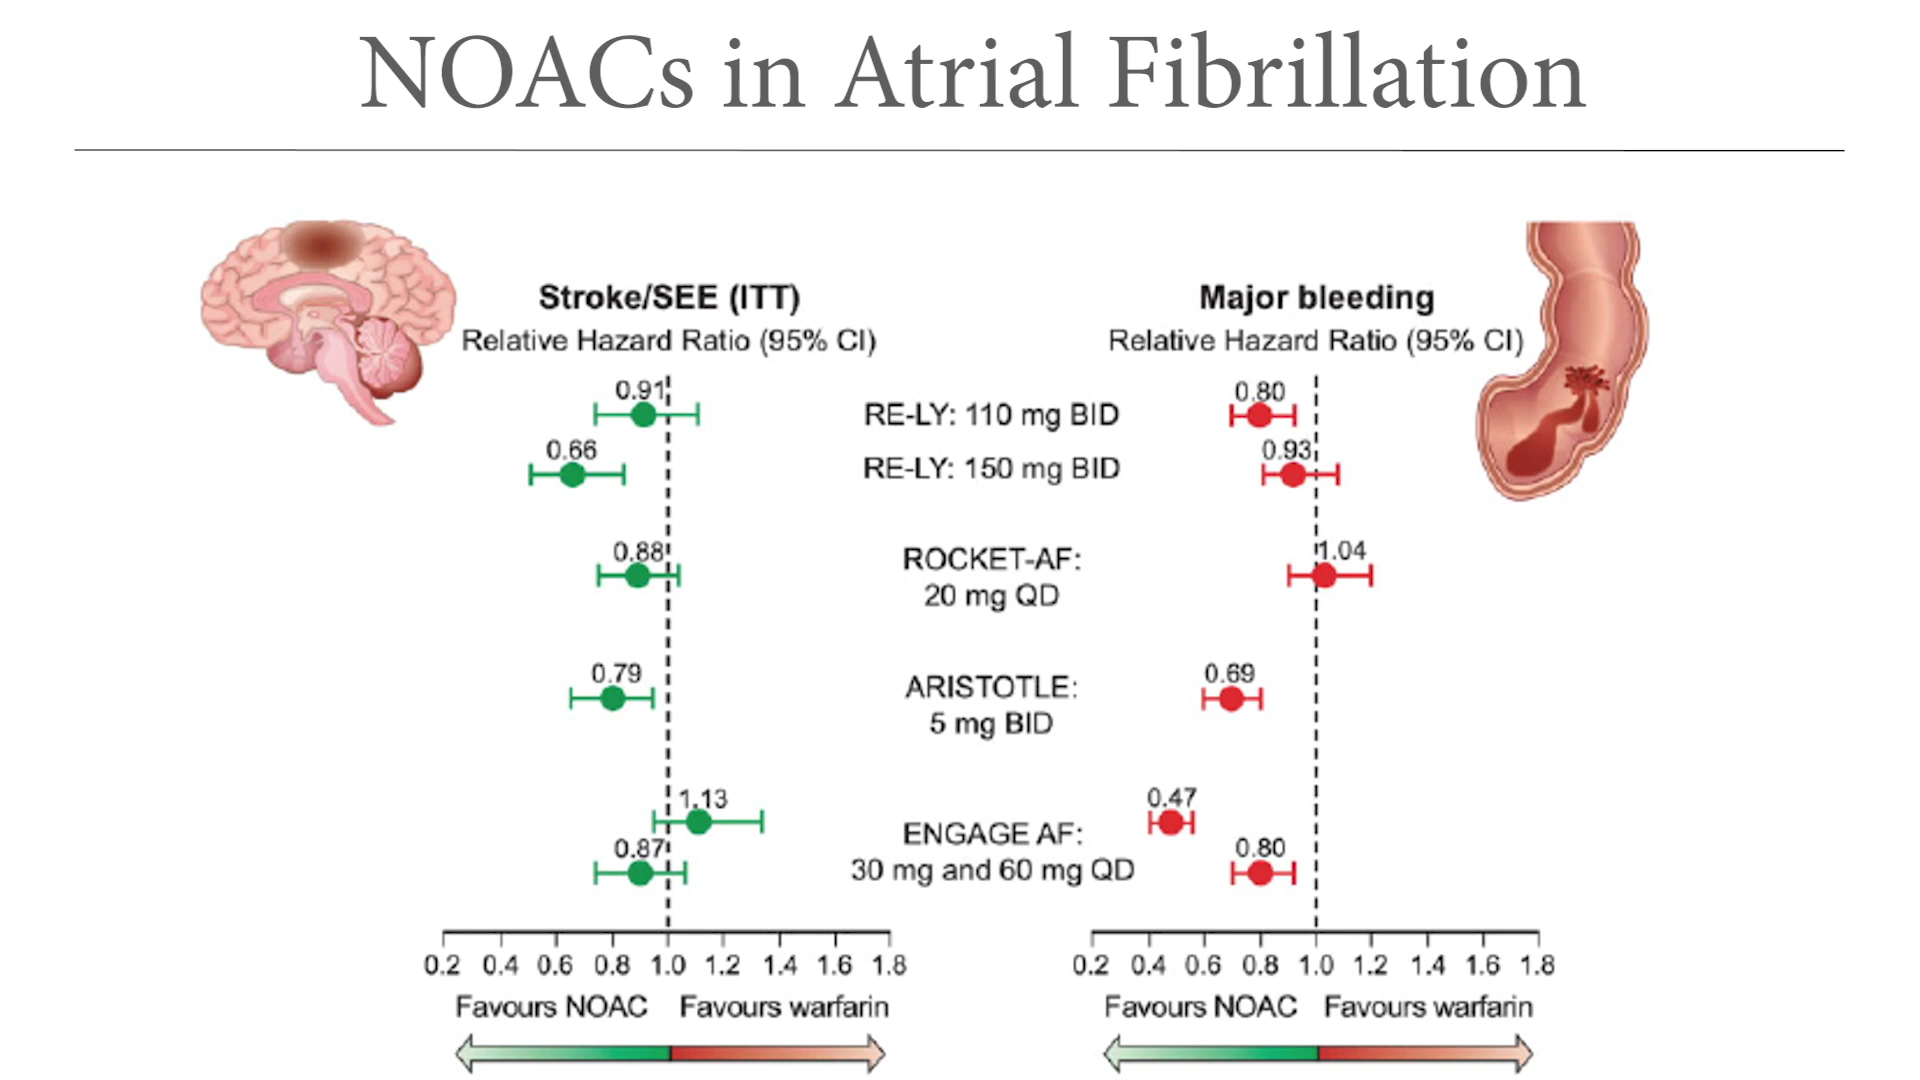 NOACs in Atrial Fibrillation
Stroke/SEE (ITT)
Relative Hazard Ratio (95% CI)
Major bleeding
Relative Hazard Ratio (95% CI)
0.91
RE-LY: 110 mg BID
0.80
0.66
RE-LY: 150 mg BID
0.93
0.88
ROCKET-AF:
20 mg QD
1.04
0.79
ARISTOTLE:
5 mg BID
0.69
1.13
0.87
ENGAGE AF:
30 mg and 60 mg QD
0.47
0.80
0.2 0.4 0.6 0.8 1.0 1.2 1.4 1.6 1.8
Favours NOAC Favours warfarin
0.2 0.4 0.6 0.8 1.0 1.2 1.4 1.6 1.8
Favours NOAC Favours warfarin